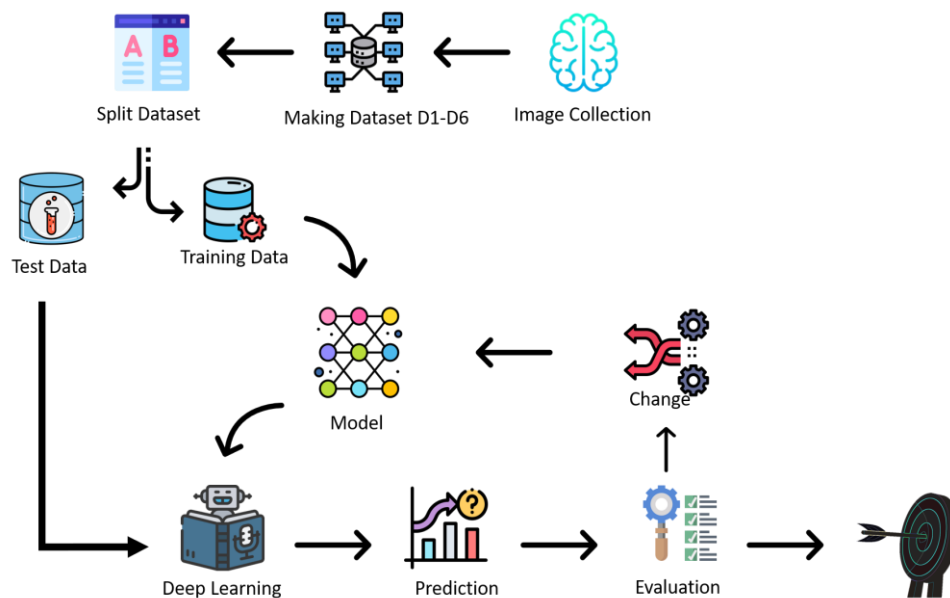 A B
Split Dataset
Making Dataset D1-D6
Image Collection
Test Data
Training Data
Model
Change
Deep Learning
?
Prediction
Evaluation